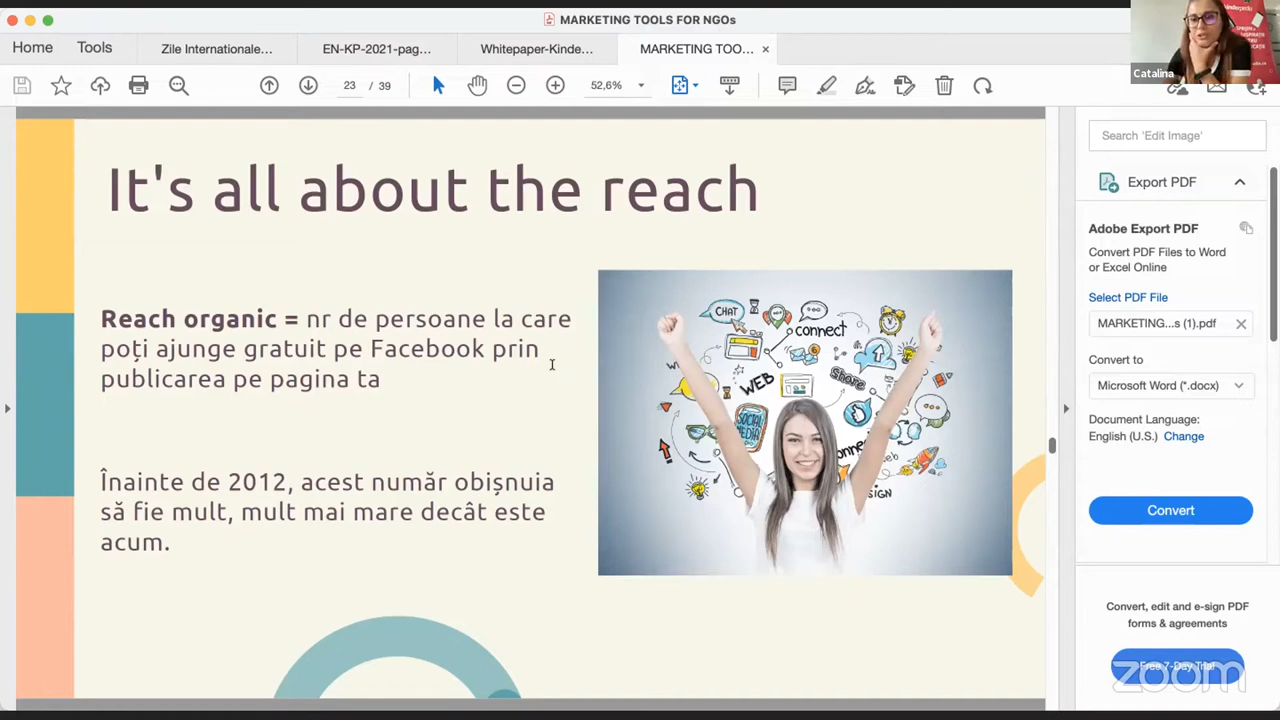 MARKETING TOOLS FOR NGOs
Home
Tools
Zile Internationale...
EN-KP-2021-pag...
Whitepaper-Kinde...
MARKETING TOO...
23 / 39
52,6%
Catalina
It's all about the reach
Reach organic = nr de persoane la care
poți ajunge gratuit pe Facebook prin
publicarea pe pagina ta
Înainte de 2012, acest număr obișnuia
să fie mult, mult mai mare decât este
acum.
CHAT
connect
WEB
Share
SOCIAL
MEDIA
Search 'Edit Image'
Export PDF
Adobe Export PDF
Convert PDF Files to Word
or Excel Online
Select PDF File
MARKETING...s (1).pdf
Convert to
Microsoft Word (*.docx)
Document Language:
English (U.S.) Change
Convert
Convert, edit and e-sign PDF
forms & agreements
Free 7-Day Trial
zoom